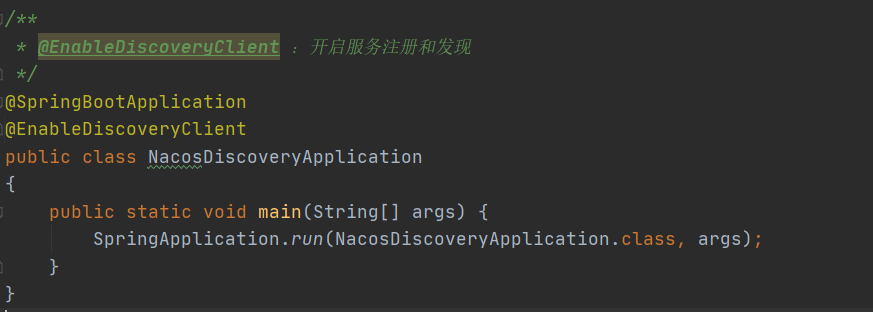 /**
 * @EnableDiscoveryClient ：开启服务注册和发现
 */
@SpringBootApplication
@EnableDiscoveryClient
public class NacosDiscoveryApplication
{
    public static void main(String[] args) {
        SpringApplication.run(NacosDiscoveryApplication.class, args);
    }
}